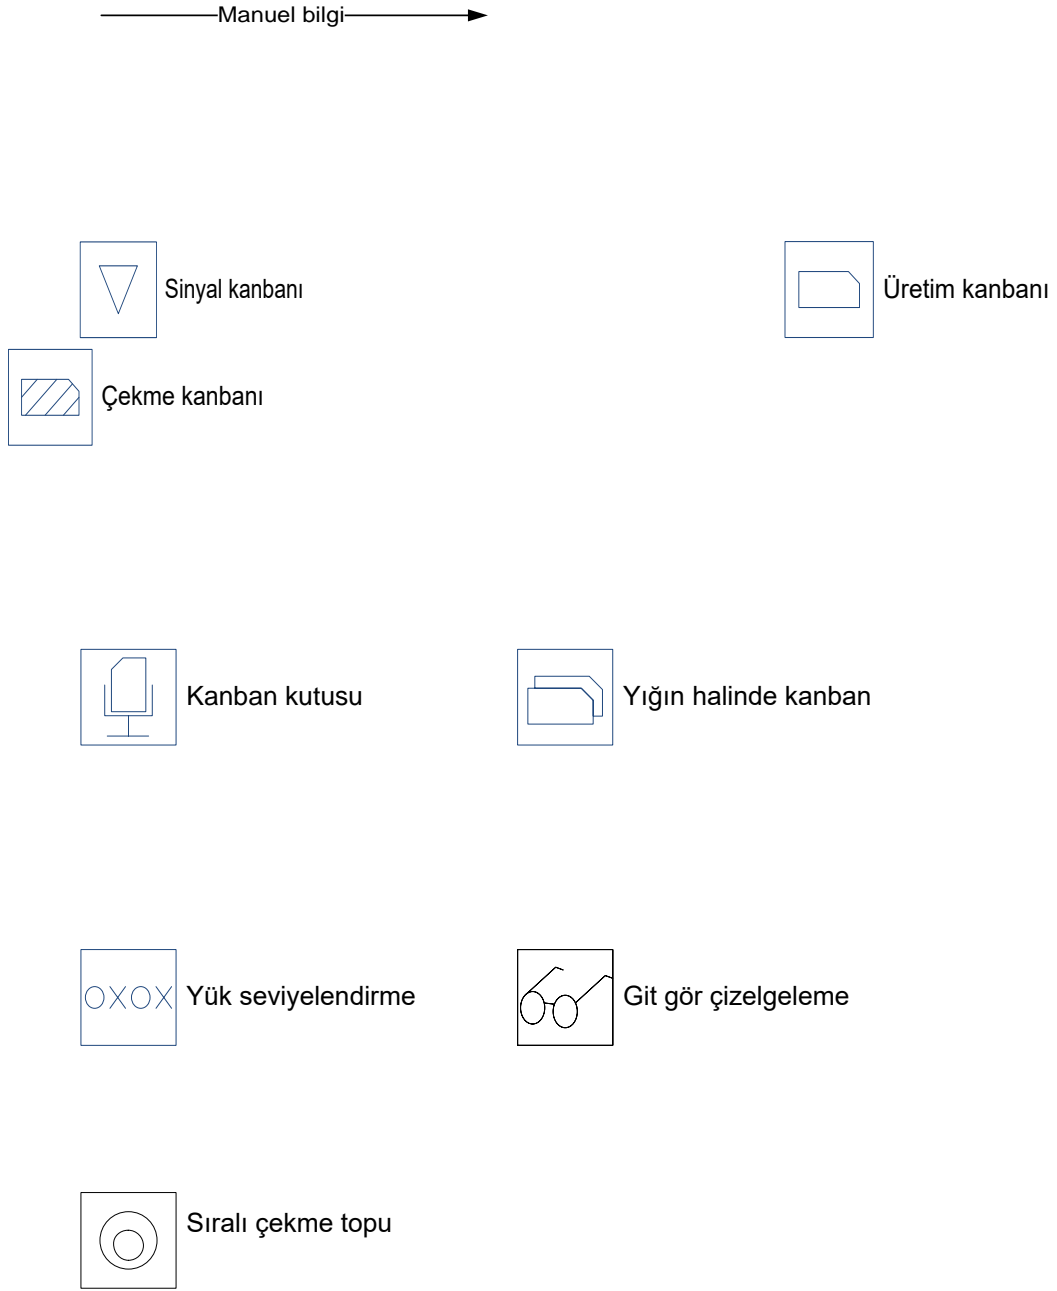 Manuel bilgi
Sinyal kanbanı
Üretim kanbanı
Çekme kanbanı
Kanban kutusu
Yığın halinde kanban
OXOX
Yük seviyelendirme
Git gör çizelgeleme
Sıralı çekme topu